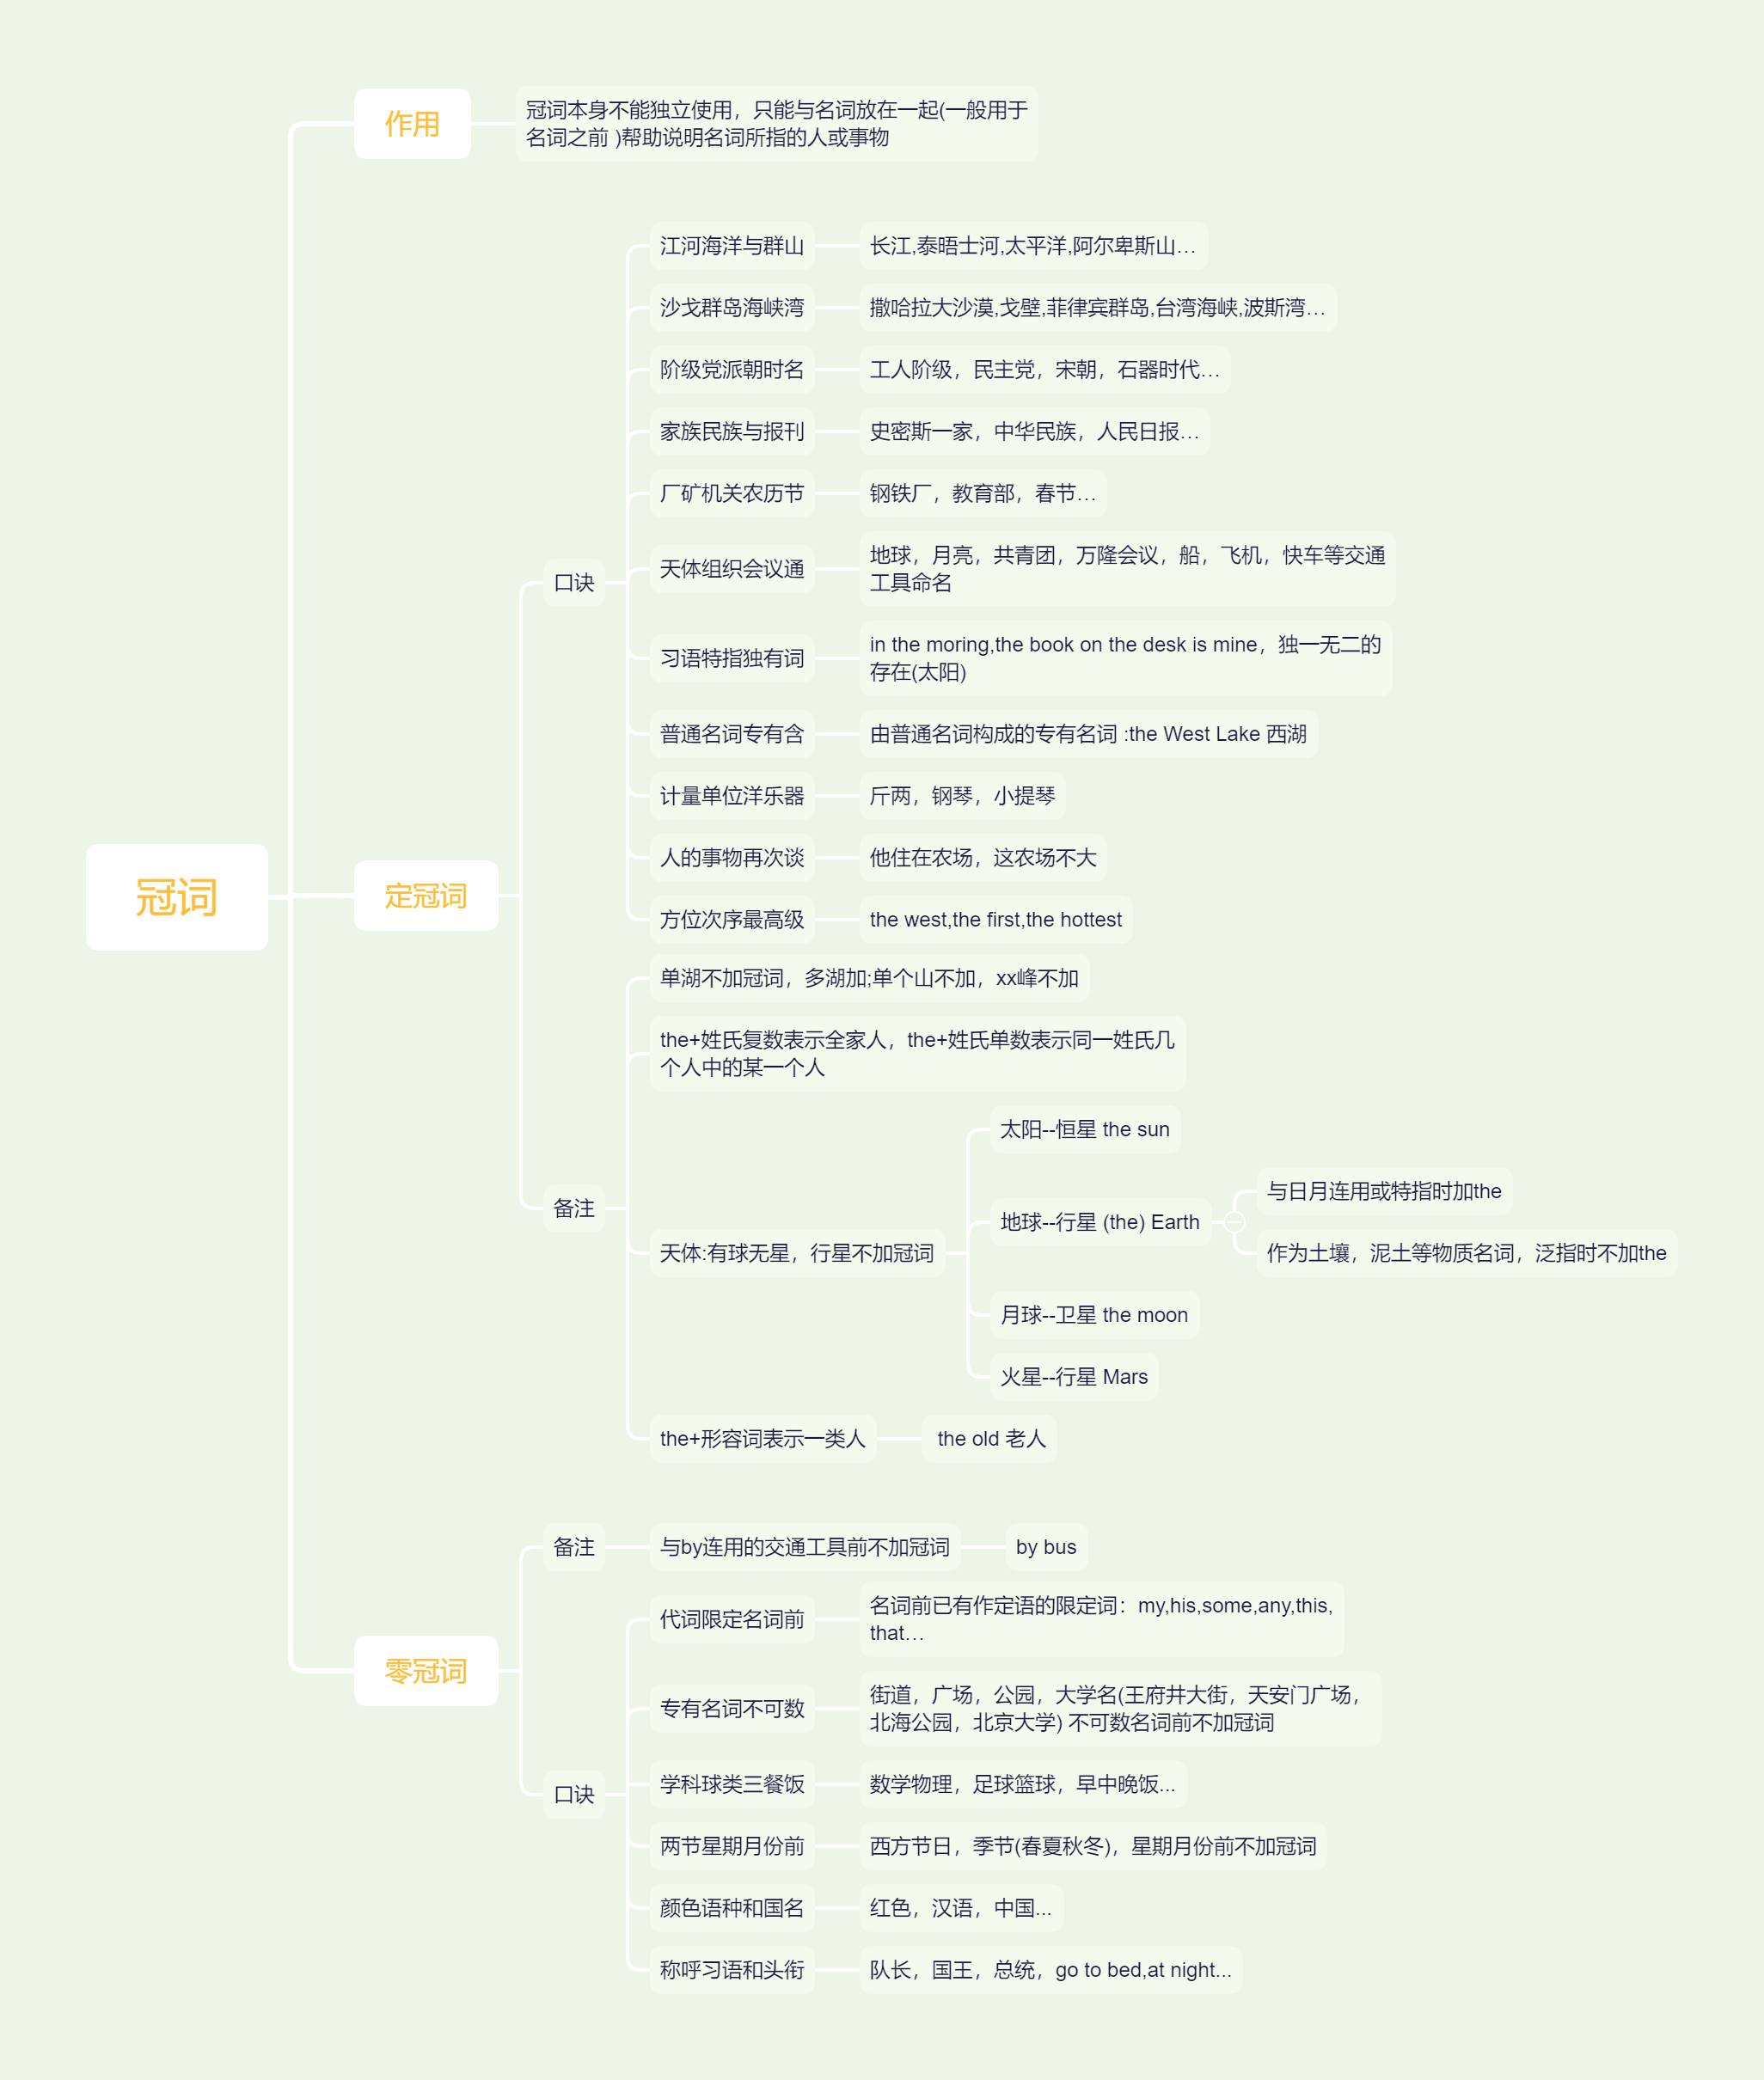 冠词
作用
冠词本身不能独立使用，只能与名词放在一起(一般用于
名词之前 )帮助说明名词所指的人或事物
定冠词
口诀
江河海洋与群山
长江,泰晤士河,太平洋,阿尔卑斯山…
沙戈群岛海峡湾
撒哈拉大沙漠,戈壁,菲律宾群岛,台湾海峡,波斯湾…
阶级党派朝时名
工人阶级，民主党，宋朝，石器时代…
家族民族与报刊
史密斯一家，中华民族，人民日报…
厂矿机关农历节
钢铁厂，教育部，春节…
天体组织会议通
地球，月亮，共青团，万隆会议，船，飞机，快车等交通
工具命名
习语特指独有词
in the moring,the book on the desk is mine，独一无二的
存在(太阳)
普通名词专有含
由普通名词构成的专有名词 :the West Lake 西湖
计量单位洋乐器
斤两，钢琴，小提琴
人的事物再次谈
他住在农场，这农场不大
方位次序最高级
the west,the first,the hottest
备注
单湖不加冠词，多湖加;单个山不加，xx峰不加
the+姓氏复数表示全家人，the+姓氏单数表示同一姓氏几
个人中的某一个人
天体:有球无星，行星不加冠词
太阳--恒星 the sun
地球--行星 (the) Earth
与日月连用或特指时加the
作为土壤，泥土等物质名词，泛指时不加the
月球--卫星 the moon
火星--行星 Mars
the+形容词表示一类人
the old 老人
零冠词
备注
与by连用的交通工具前不加冠词
by bus
口诀
代词限定名词前
名词前已有作定语的限定词：my,his,some,any,this,
that…
专有名词不可数
街道，广场，公园，大学名(王府井大街，天安门广场，
北海公园，北京大学) 不可数名词前不加冠词
学科球类三餐饭
数学物理，足球篮球，早中晚饭...
两节星期月份前
西方节日，季节(春夏秋冬)，星期月份前不加冠词
颜色语种和国名
红色，汉语，中国...
称呼习语和头衔
队长，国王，总统，go to bed,at night...